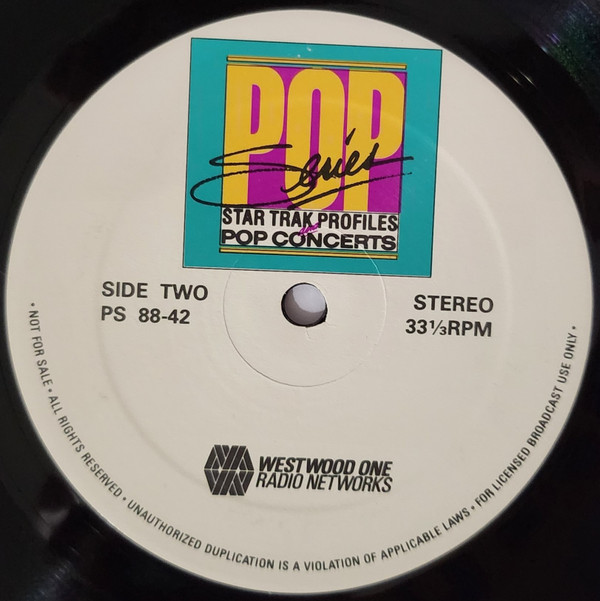 POP
Series
STAR TRAK PROFILES
and
POP CONCERTS
SIDE TWO
PS 88-42
STEREO
33⅓RPM
WESTWOOD ONE
RADIO NETWORKS
• NOT FOR SALE • ALL RIGHTS RESERVED • UNAUTHORIZED DUPLICATION IS A VIOLATION OF APPLICABLE LAWS • FOR LICENSED BROADCAST USE ONLY •